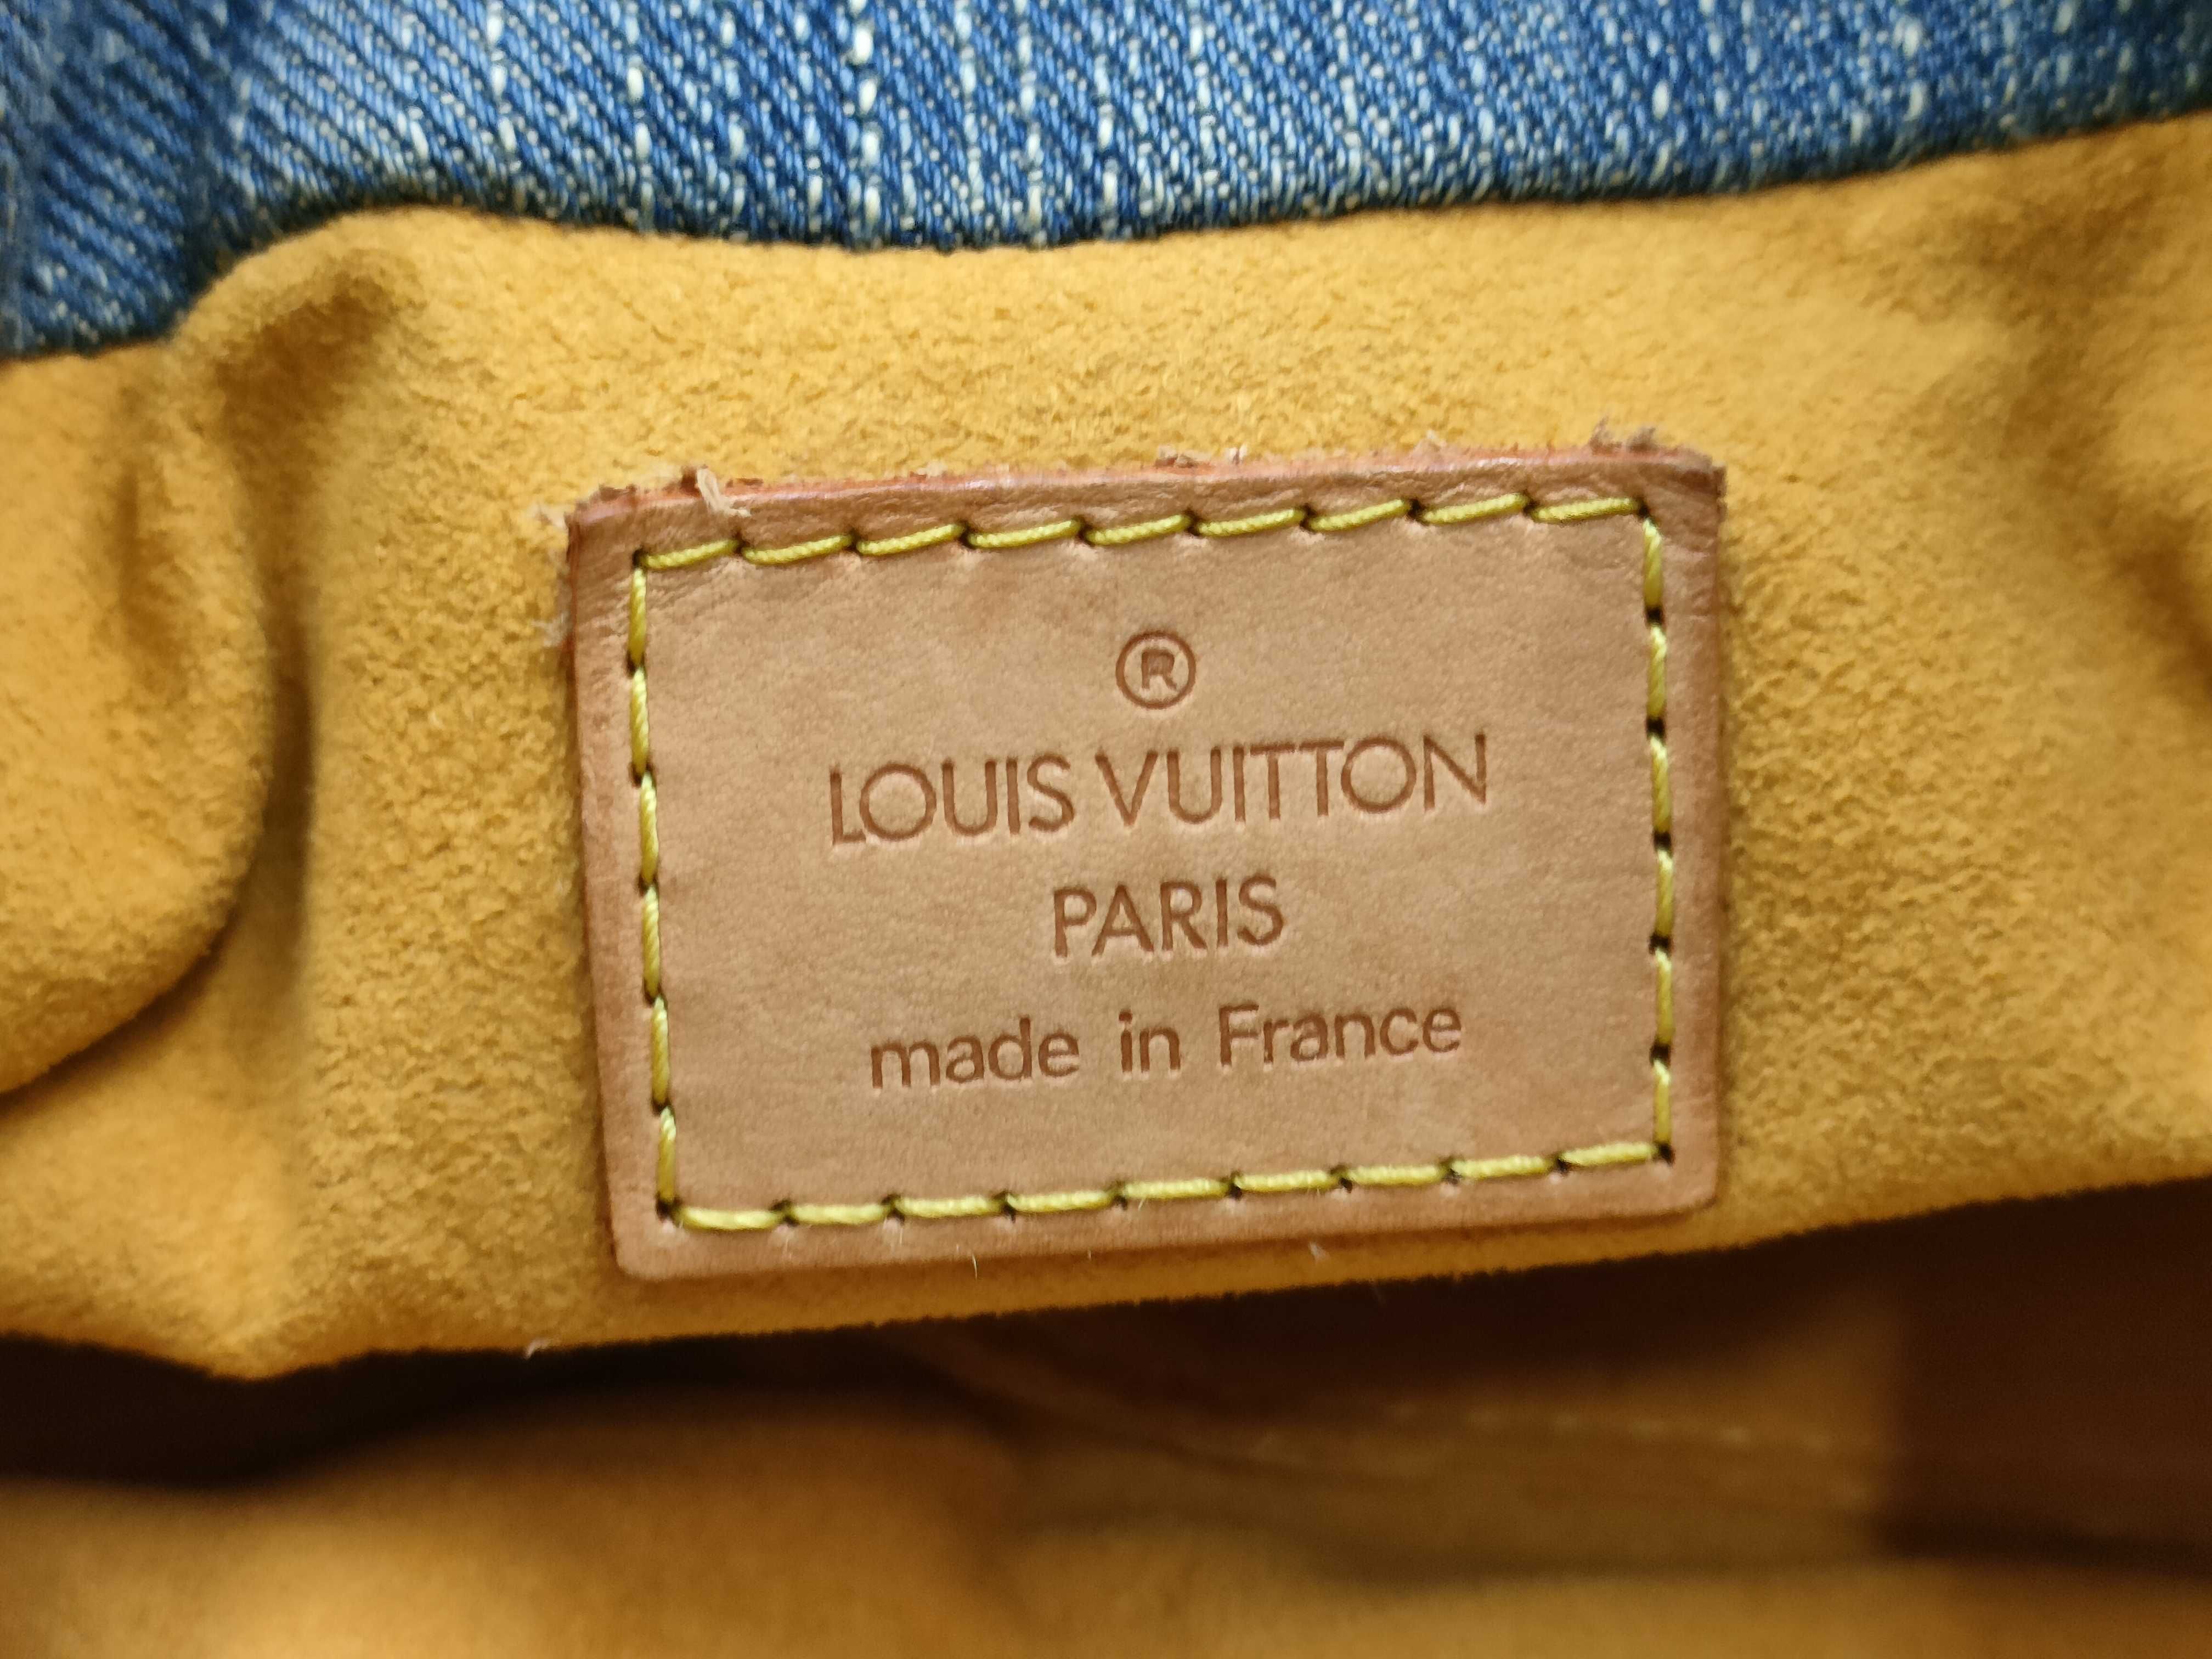 ®
LOUIS VUITTON
PARIS
made in France